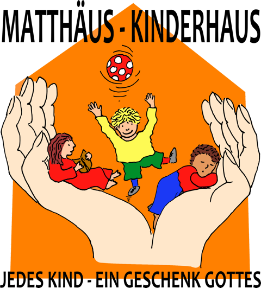 MATTHÄUS - KINDERHAUS
JEDES KIND - EIN GESCHENK GOTTES